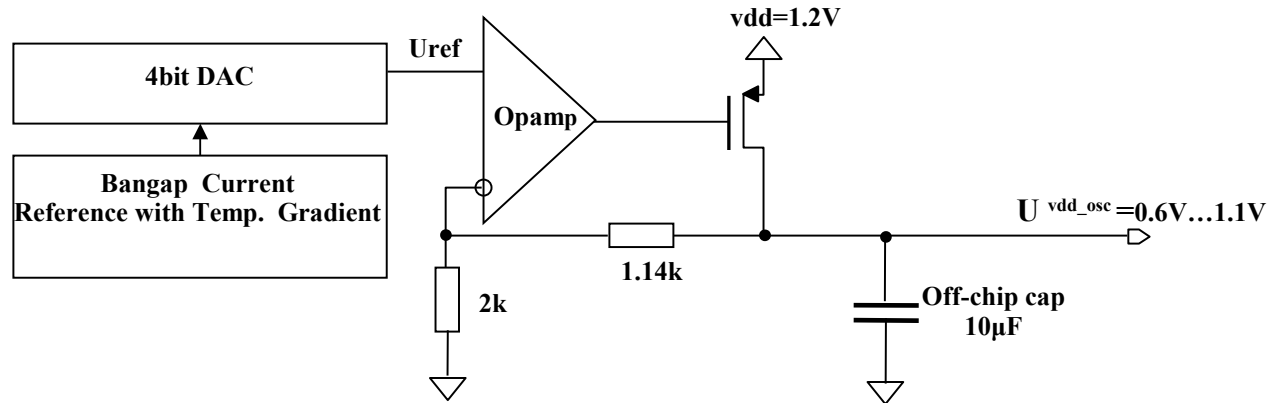 vdd=1.2V
Uref
4bit DAC
Opamp
Bangap Current
Reference with Temp. Gradient
U vdd_osc =0.6V…1.1V
1.14k
2k
Off-chip cap
10µF